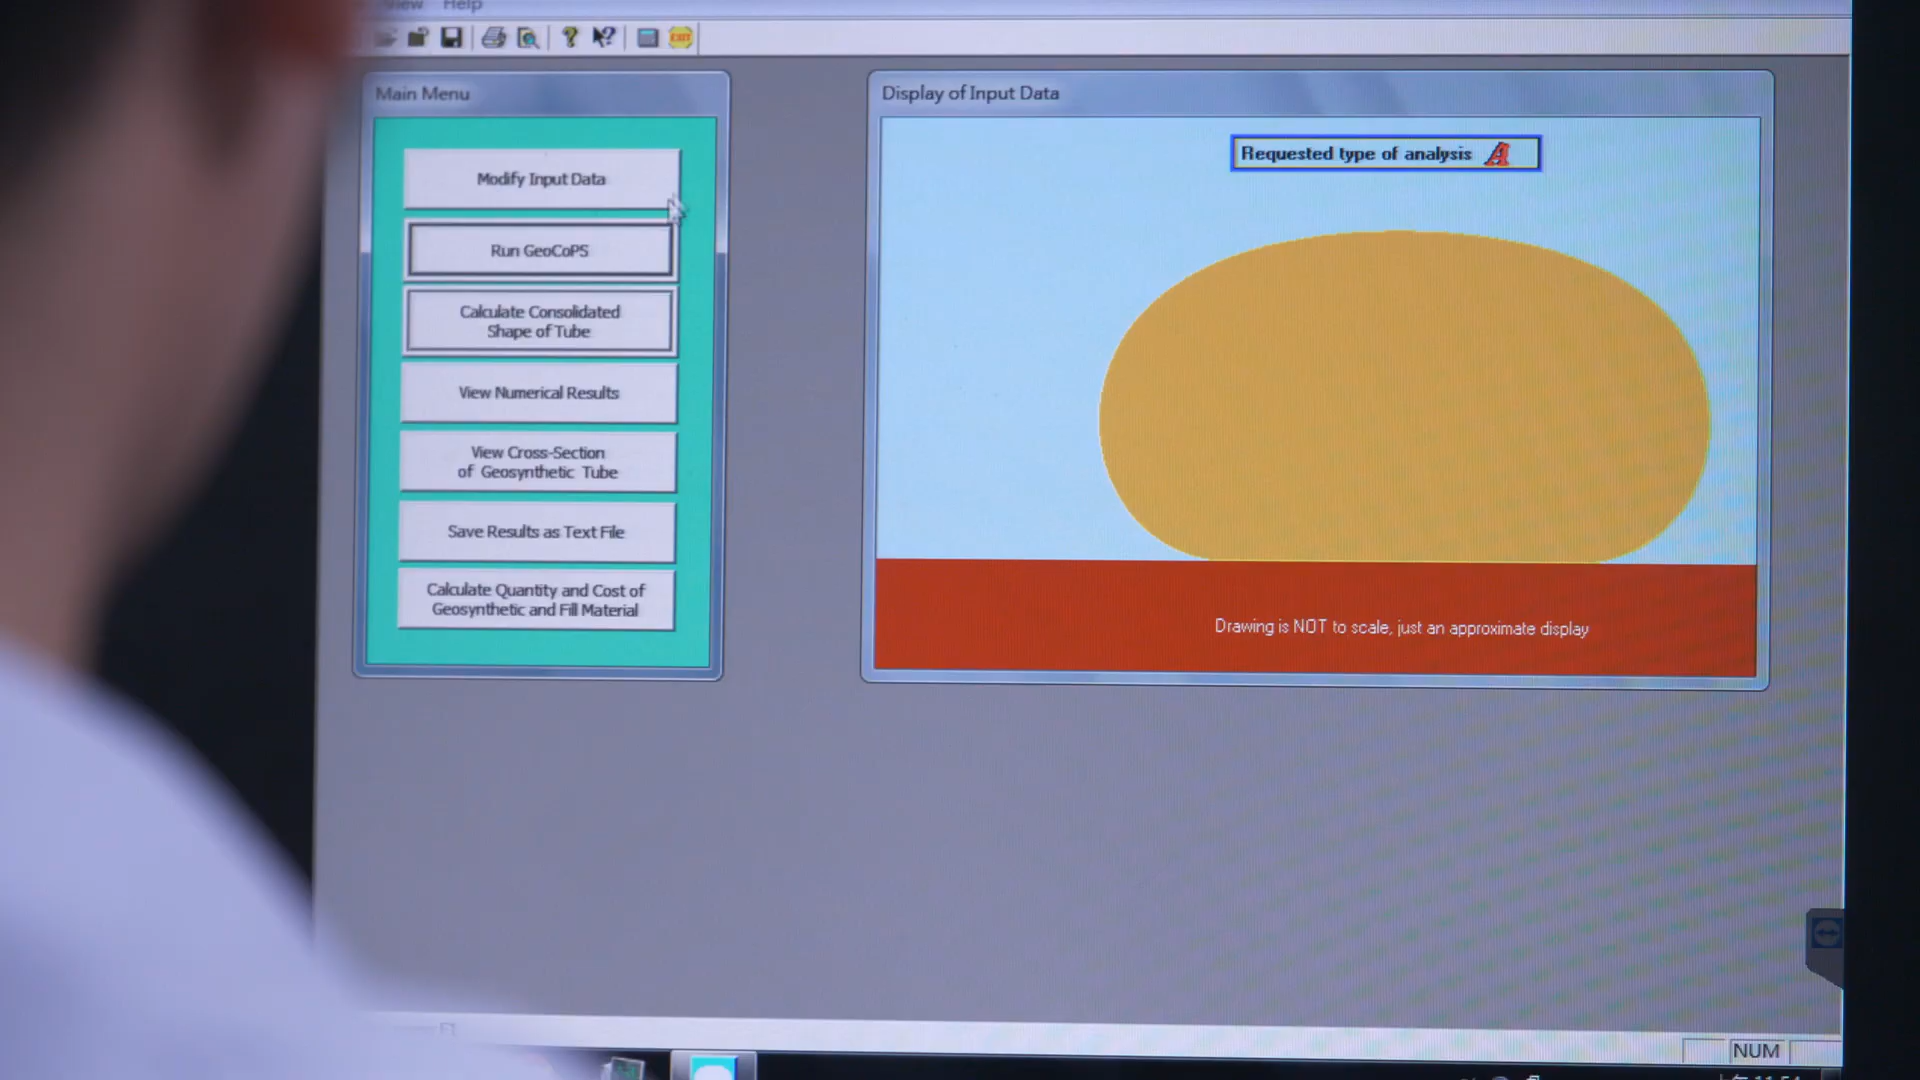 View Help
EXIT
Main Menu
Modify Input Data
Run GeoCoPS
Calculate Consolidated
Shape of Tube
View Numerical Results
View Cross-Section
of Geosynthetic Tube
Save Results as Text File
Calculate Quantity and Cost of
Geosynthetic and Fill Material
Display of Input Data
Requested type of analysis A
Drawing is NOT to scale, just an approximate display
NUM